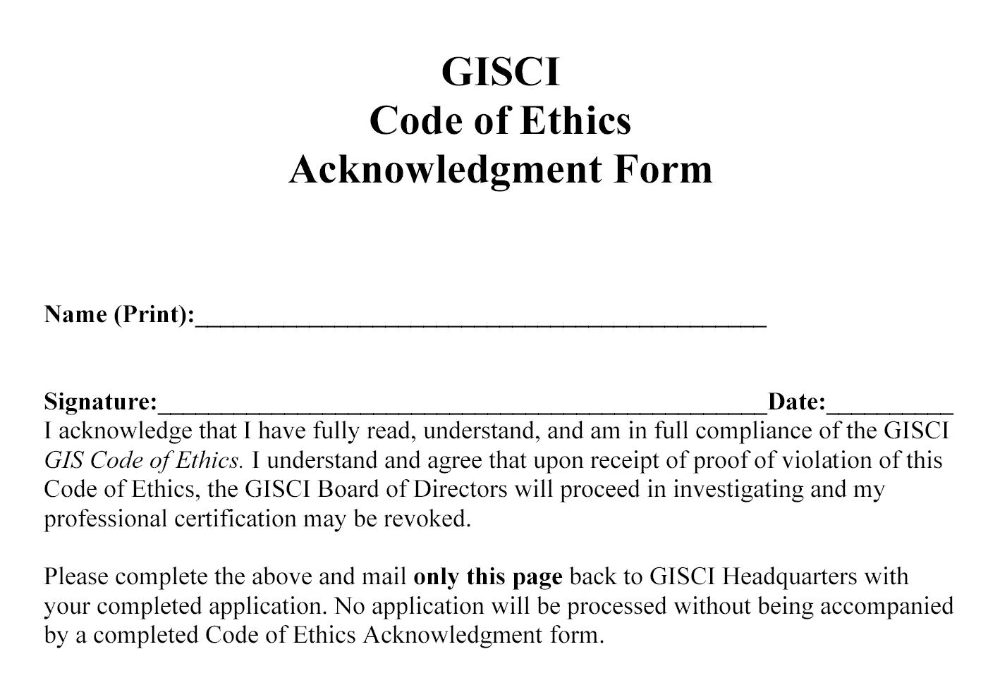 GISCI
Code of Ethics
Acknowledgment Form
Name (Print):_____________________________________________
Signature:________________________________________________Date:__________
I acknowledge that I have fully read, understand, and am in full compliance of the GISCI
GIS Code of Ethics. I understand and agree that upon receipt of proof of violation of this
Code of Ethics, the GISCI Board of Directors will proceed in investigating and my
professional certification may be revoked.
Please complete the above and mail only this page back to GISCI Headquarters with
your completed application. No application will be processed without being accompanied
by a completed Code of Ethics Acknowledgment form.